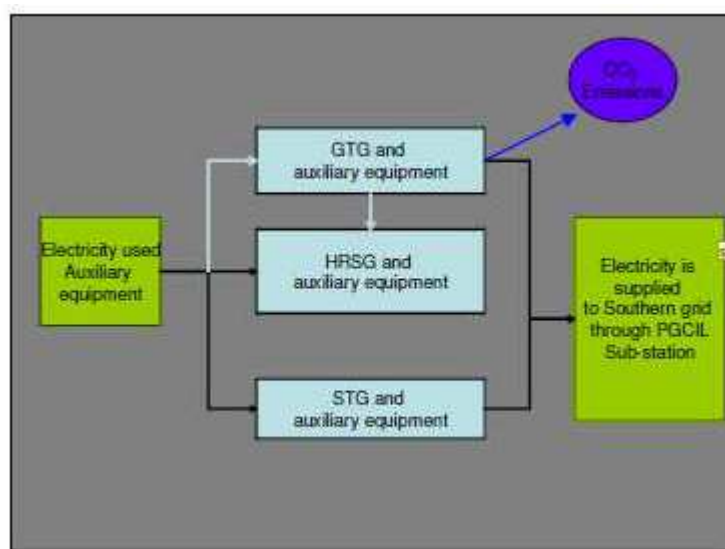 CO2
Emissions
GTG and
auxiliary equipment
Electricity used
Auxiliary
equipment
HRSG and
auxiliary equipment
Electricity is
supplied
to Southern grid
through PGCIL
Sub-station
STG and
auxiliary equipment